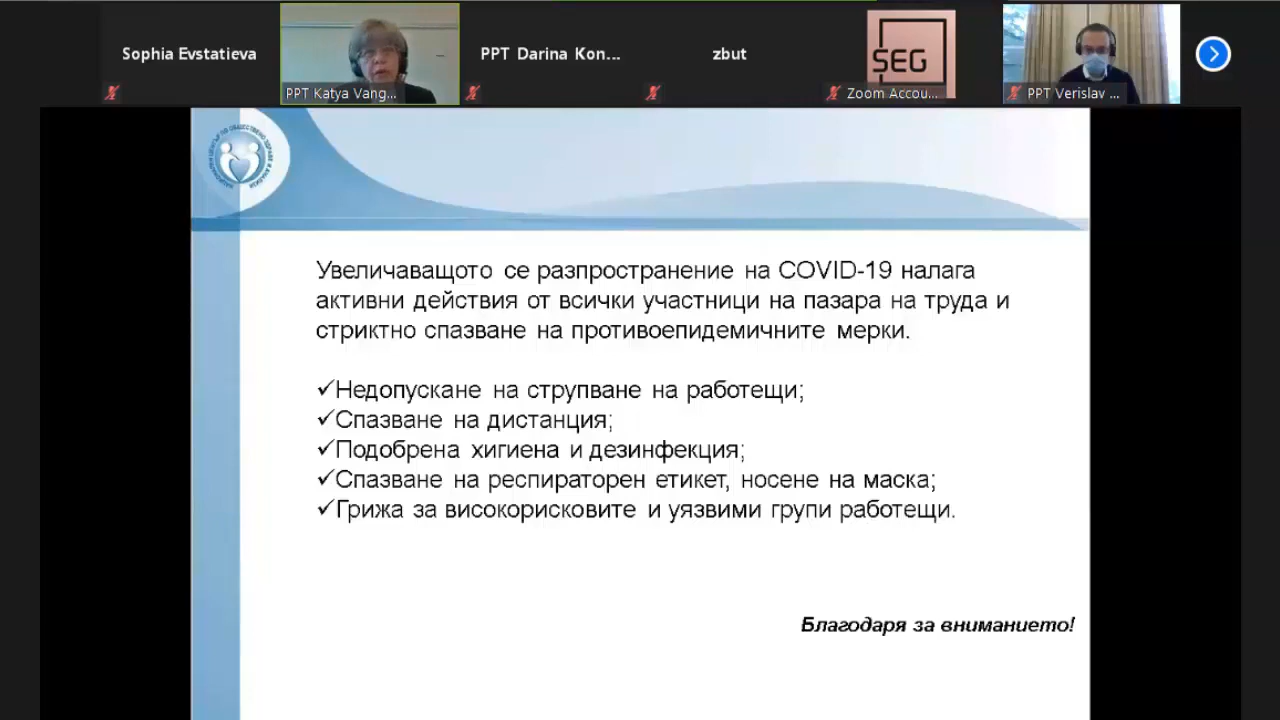 Sophia Evstatieva
PPT Katya Vang...
PPT Darina Kon...
zbut
SEG
Zoom Accou...
PPT Verislav ...
Увеличаващото се разпространение на COVID-19 налага
активни действия от всички участници на пазара на труда и
стриктно спазване на противоепидемичните мерки.
✓Недопускане на струпване на работещи;
✓Спазване на дистанция;
✓Подобрена хигиена и дезинфекция;
✓Спазване на респираторен етикет, носене на маска;
✓Грижа за високорисковите и уязвими групи работещи.
Благодаря за вниманието!